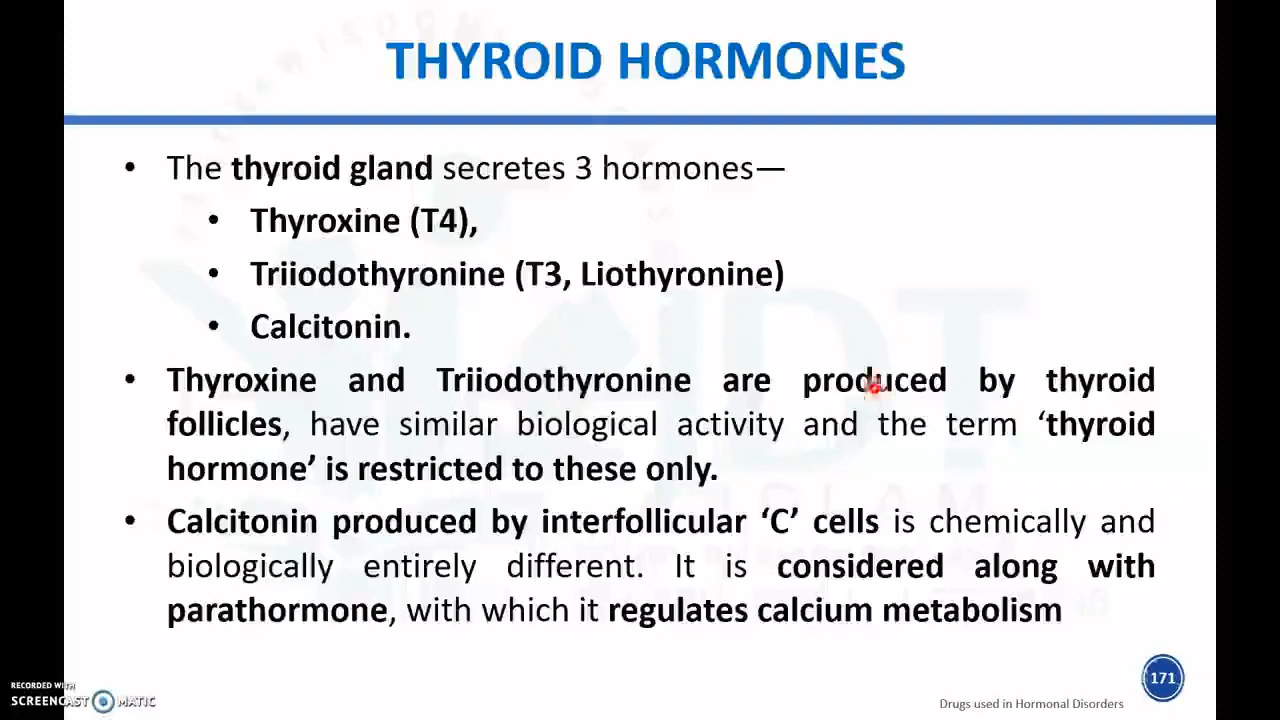 THYROID HORMONES
• The thyroid gland secretes 3 hormones—
• Thyroxine (T4),
• Triiodothyronine (T3, Liothyronine)
• Calcitonin.
• Thyroxine and Triiodothyronine are produced by thyroid
follicles, have similar biological activity and the term ‘thyroid
hormone’ is restricted to these only.
• Calcitonin produced by interfollicular ‘C’ cells is chemically and
biologically entirely different. It is considered along with
parathormone, with which it regulates calcium metabolism
171
Drugs used in Hormonal Disorders
RECORDED WITH
SCREENCAST MATIC